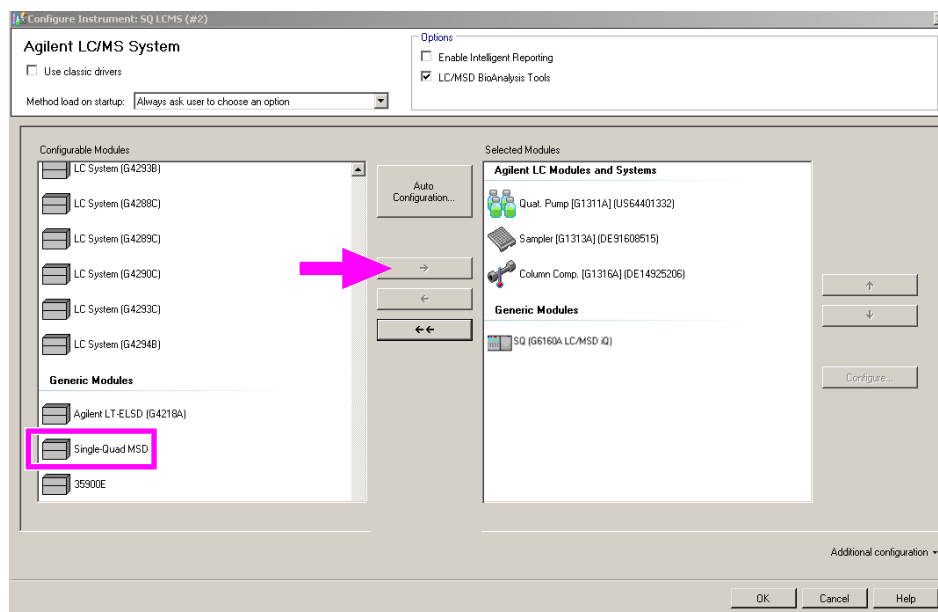 Configure Instrument: SQ LCMS (#2)
Agilent LC/MS System
Use classic drivers
Method load on startup: Always ask user to choose an option
Options
Enable Intelligent Reporting
LC/MSD BioAnalysis Tools
Configurable Modules
LC System (G4293B)
LC System (G4288C)
LC System (G4289C)
LC System (G4290C)
LC System (G4293C)
LC System (G4294B)
Generic Modules
Agilent LT-ELSD (G4218A)
Single-Quad MSD
35900E
Auto
Configuration...
→
←
←←
Selected Modules
Agilent LC Modules and Systems
Quat. Pump [G1311A] (US64401332)
Sampler [G1313A] (DE91608515)
Column Comp. [G1316A] (DE14925206)
Generic Modules
SQ (G6160A LC/MSD iQ)
↑
↓
Configure...
Additional configuration
OK
Cancel
Help